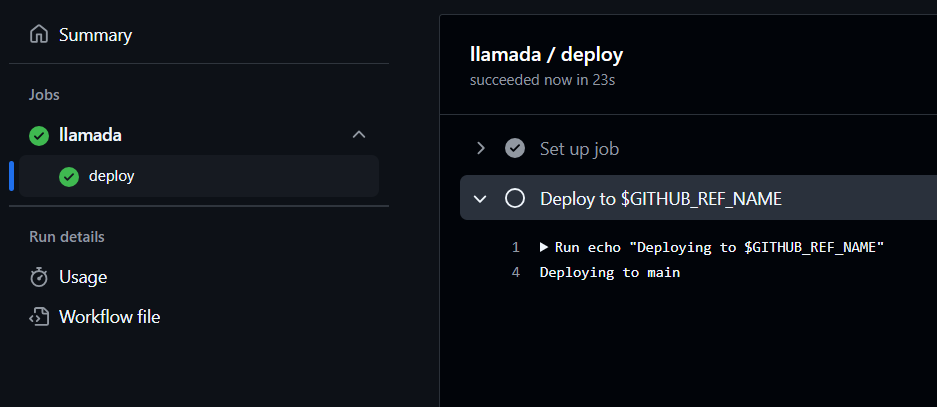 Summary
Jobs
llamada
deploy
Run details
Usage
Workflow file
llamada / deploy
succeeded now in 23s
Set up job
Deploy to $GITHUB_REF_NAME
1 Run echo "Deploying to $GITHUB_REF_NAME"
4 Deploying to main